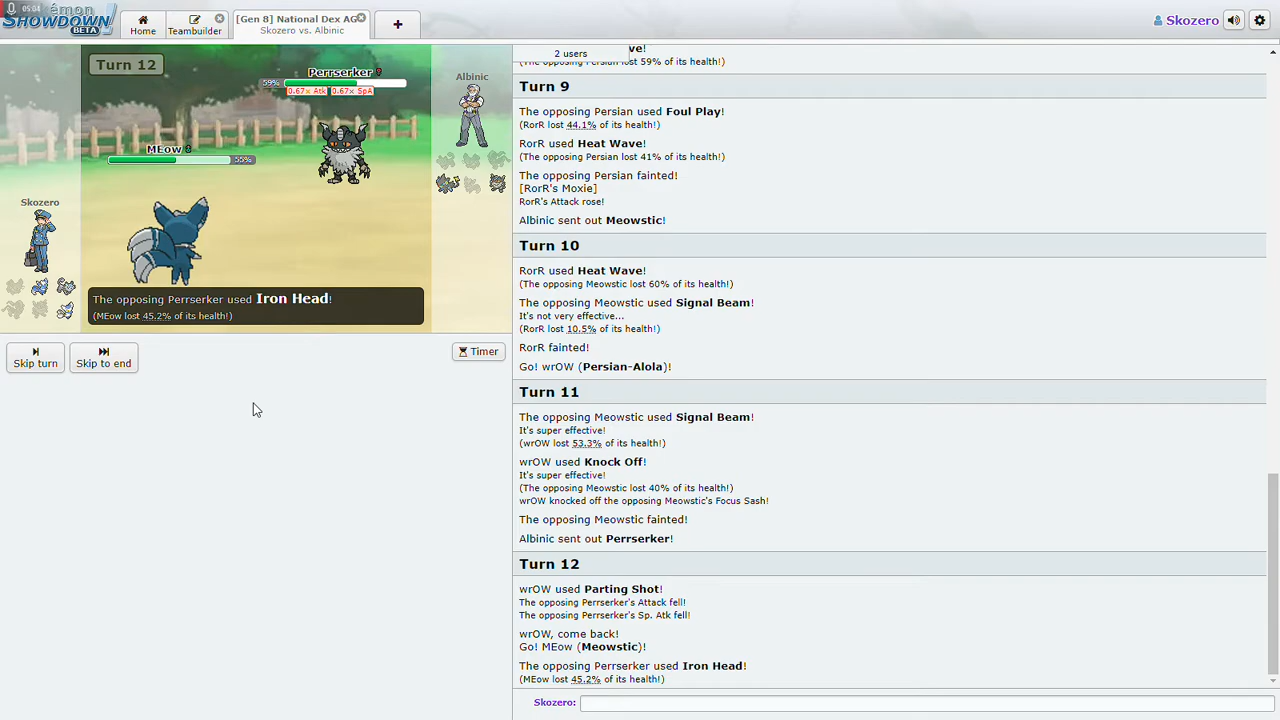 05:04
émon
SHOWDOWN
BETA
Home
Teambuilder
[Gen 8] National Dex AG
Skozero vs. Albinic
+
Skozero
Turn 12
Perrserker
59%
0.67× Atk 0.67× SpA
MEow
55%
Albinic
Skozero
The opposing Perrserker used Iron Head!
(MEow lost 45.2% of its health!)
Skip turn
Skip to end
Timer
2 users
ve!
(The opposing Persian lost 59% of its health!)
Turn 9
The opposing Persian used Foul Play!
(RorR lost 44.1% of its health!)
RorR used Heat Wave!
(The opposing Persian lost 41% of its health!)
The opposing Persian fainted!
[RorR's Moxie]
RorR's Attack rose!
Albinic sent out Meowstic!
Turn 10
RorR used Heat Wave!
(The opposing Meowstic lost 60% of its health!)
The opposing Meowstic used Signal Beam!
It's not very effective...
(RorR lost 10.5% of its health!)
RorR fainted!
Go! wrOW (Persian-Alola)!
Turn 11
The opposing Meowstic used Signal Beam!
It's super effective!
(wrOW lost 53.3% of its health!)
wrOW used Knock Off!
It's super effective!
(The opposing Meowstic lost 40% of its health!)
wrOW knocked off the opposing Meowstic's Focus Sash!
The opposing Meowstic fainted!
Albinic sent out Perrserker!
Turn 12
wrOW used Parting Shot!
The opposing Perrserker's Attack fell!
The opposing Perrserker's Sp. Atk fell!
wrOW, come back!
Go! MEow (Meowstic)!
The opposing Perrserker used Iron Head!
(MEow lost 45.2% of its health!)
Skozero: